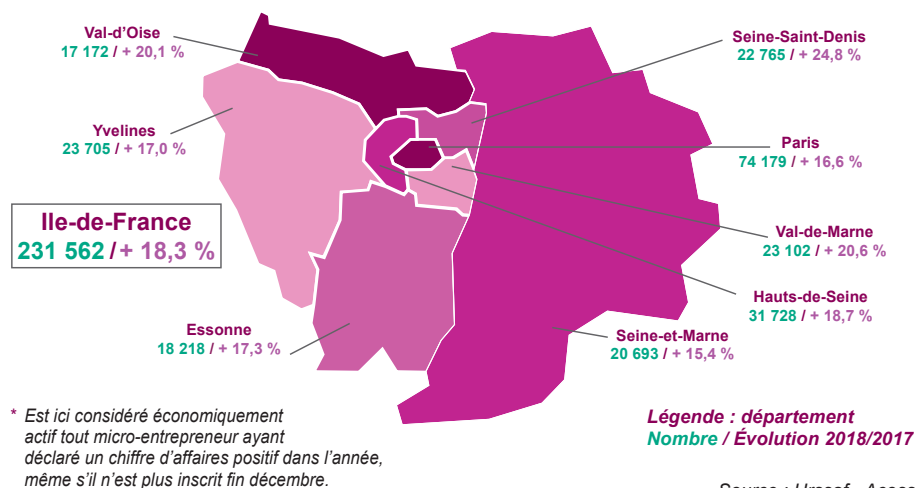 Val-d'Oise
17 172 / + 20,1 %
Seine-Saint-Denis
22 765 / + 24,8 %
Yvelines
23 705 / + 17,0 %
Paris
74 179 / + 16,6 %
Ile-de-France
231 562 / + 18,3 %
Val-de-Marne
23 102 / + 20,6 %
Hauts-de-Seine
31 728 / + 18,7 %
Essonne
18 218 / + 17,3 %
Seine-et-Marne
20 693 / + 15,4 %
* Est ici considéré économiquement
actif tout micro-entrepreneur ayant
déclaré un chiffre d'affaires positif dans l'année,
même s'il n'est plus inscrit fin décembre.
Légende : département
Nombre / Évolution 2018/2017
Source : Urssaf - Acoss